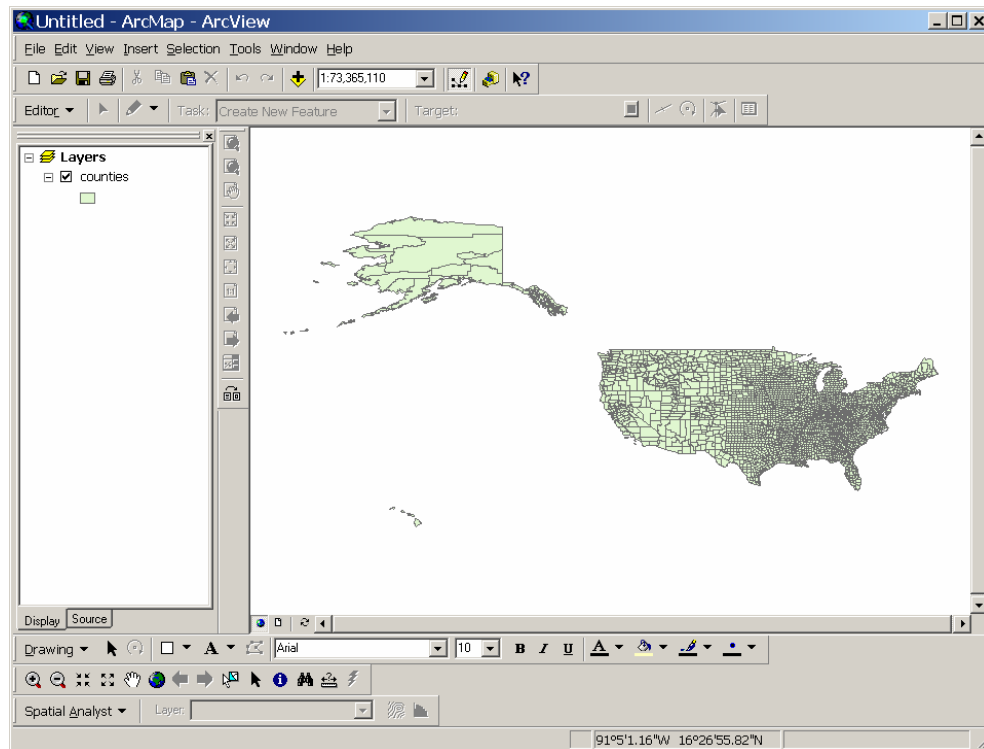 Untitled - ArcMap - ArcView
File Edit View Insert Selection Tools Window Help
1:73,365,110
Editor Task: Create New Feature Target:
Layers
counties
Display Source
Drawing A Arial 10 B I U A
Spatial Analyst Layer:
91°5'1.16"W 16°26'55.82"N